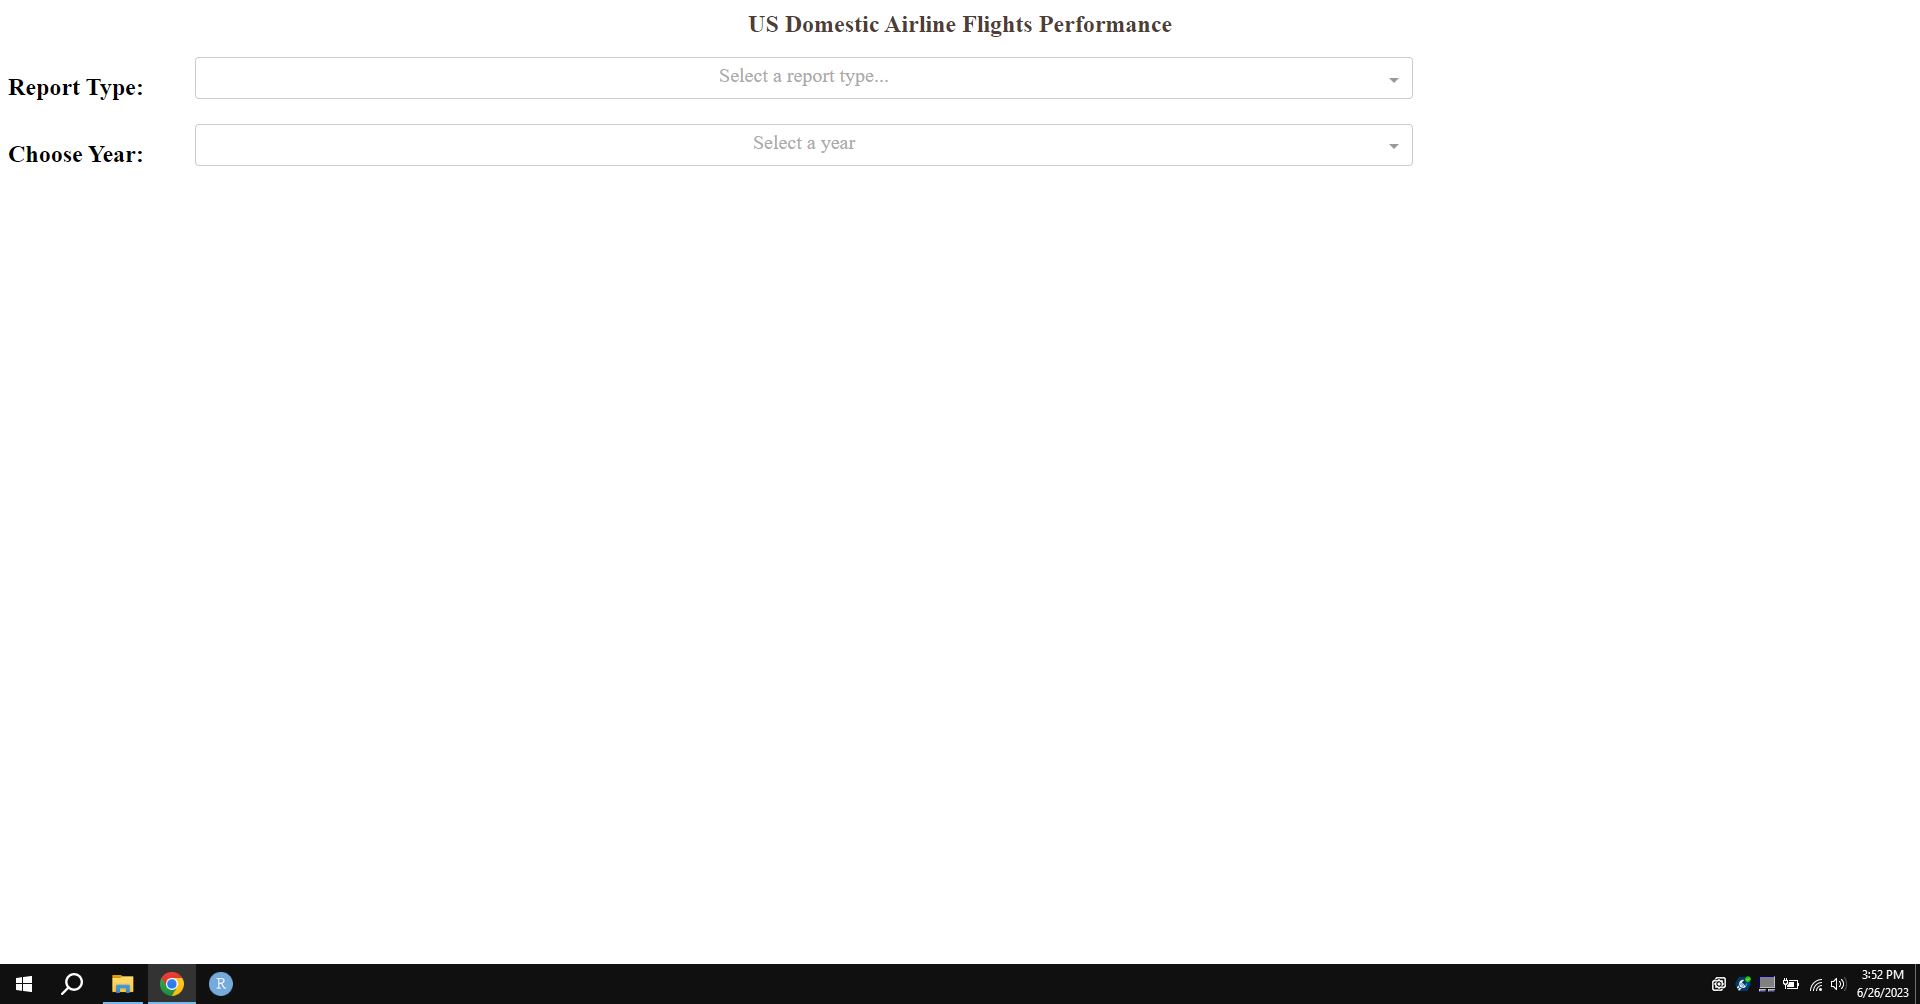 US Domestic Airline Flights Performance
Report Type:
Select a report type...
Choose Year:
Select a year
R
3:52 PM
6/26/2023